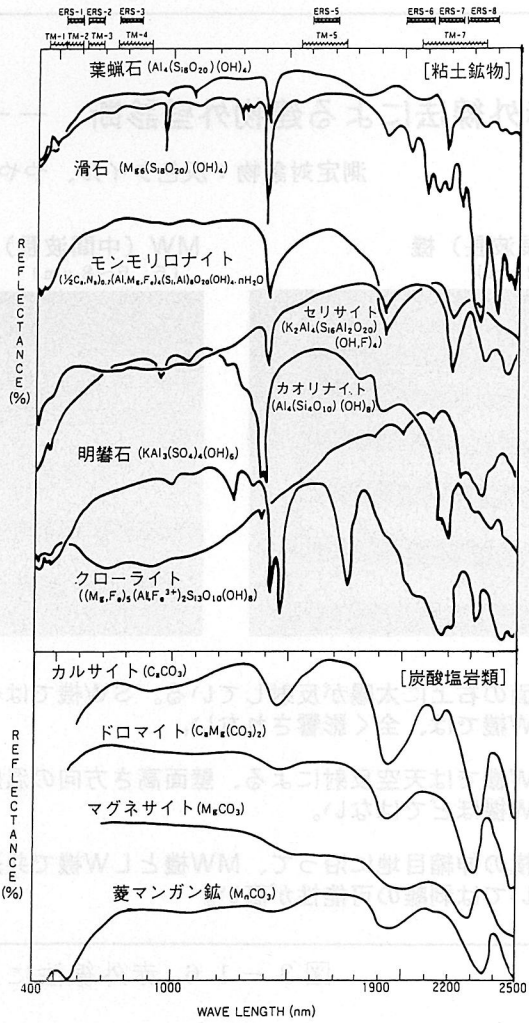 ERS-1 ERS-2 ERS-3 ERS-5 ERS-6 ERS-7 ERS-8
TM-1 TM-2 TM-3 TM-4 TM-5 TM-7
葉蝋石 (Al₄(Si₈O₂₀)(OH)₄)
[粘土鉱物]
滑石 (Mg₆(Si₈O₂₀)(OH)₄)
モンモリロナイト
(½Ca,Na)₀.₇(Al,Mg,Fe)₄(Si,Al)₈O₂₀(OH)₄.nH₂O
セリサイト
(K₂Al₄(Si₆Al₂O₂₀)
(OH,F)₄)
カオリナイト
(Al₄(Si₄O₁₀)(OH)₈)
明礬石 (KAl₃(SO₄)₄(OH)₆)
クローライト
((Mg,Fe)₅(Al,Fe³⁺)₂Si₃O₁₀(OH)₈)
REFLECTANCE
(%)
カルサイト (CaCO₃)
[炭酸塩岩類]
ドロマイト (CaMg(CO₃)₂)
マグネサイト (MgCO₃)
菱マンガン鉱 (MnCO₃)
REFLECTANCE
(%)
400 1000 1900 2500
WAVE LENGTH (nm)